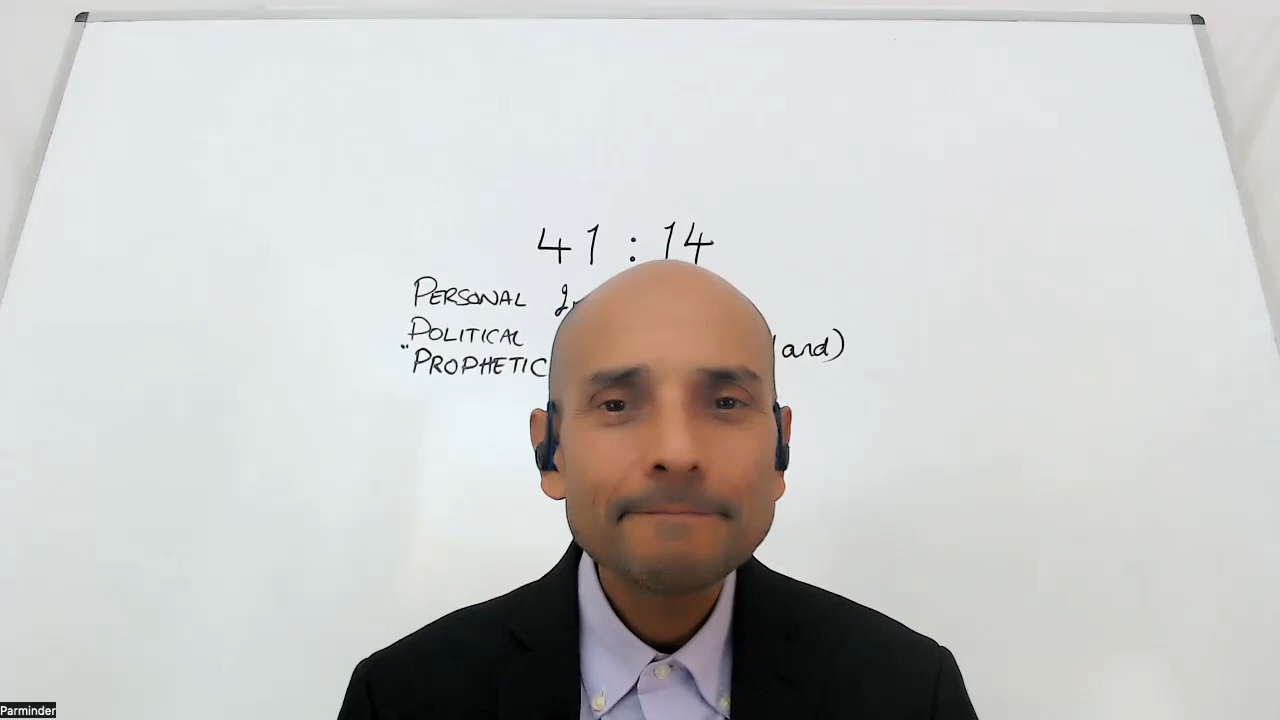 41 : 14
PERSONAL
POLITICAL
"PROPHETIC and)
Parminder